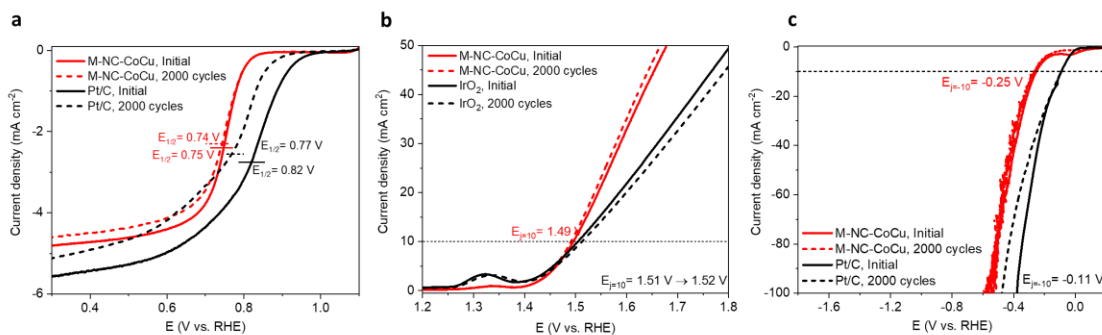 a
0
-2
-4
-6
Current density (mA cm⁻²)
M-NC-CoCu, Initial
M-NC-CoCu, 2000 cycles
Pt/C, Initial
Pt/C, 2000 cycles
E1/2= 0.74 V
E1/2= 0.75 V
E1/2= 0.77 V
E1/2= 0.82 V
0.4 0.6 0.8 1.0
E (V vs. RHE)
b
50
40
30
20
10
0
Current density (mA cm⁻²)
M-NC-CoCu, Initial
M-NC-CoCu, 2000 cycles
IrO₂, Initial
IrO₂, 2000 cycles
Ej=10= 1.49
Ej=10= 1.51 V → 1.52 V
1.2 1.3 1.4 1.5 1.6 1.7 1.8
E (V vs. RHE)
c
0
-20
-40
-60
-80
-100
Current density (mA cm⁻²)
Ej=-10= -0.25 V
M-NC-CoCu, Initial
M-NC-CoCu, 2000 cycles
Pt/C, Initial
Pt/C, 2000 cycles
Ej=-10= -0.11 V
-1.6 -1.2 -0.8 -0.4 0.0
E (V vs. RHE)